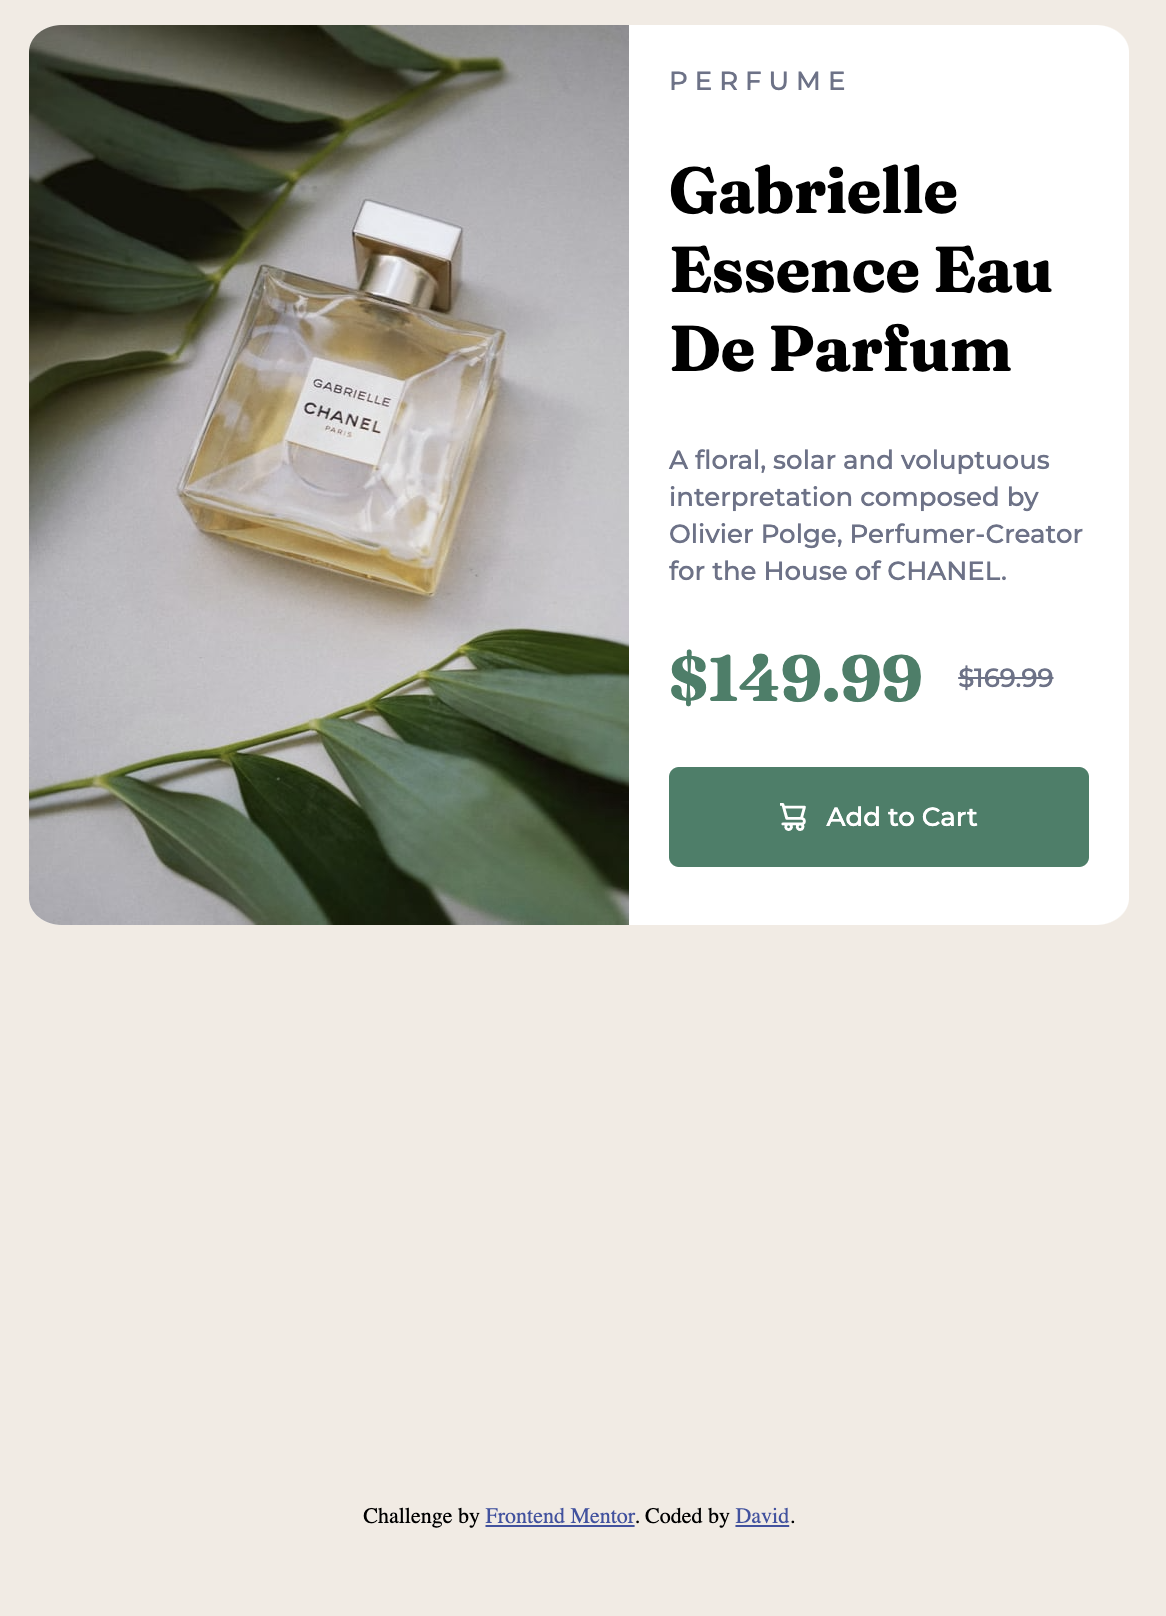 GABRIELLE
CHANEL
PARIS
PERFUME
Gabrielle
Essence Eau
De Parfum
A floral, solar and voluptuous
interpretation composed by
Olivier Polge, Perfumer-Creator
for the House of CHANEL.
$149.99 $169.99
Add to Cart
Challenge by Frontend Mentor. Coded by David.